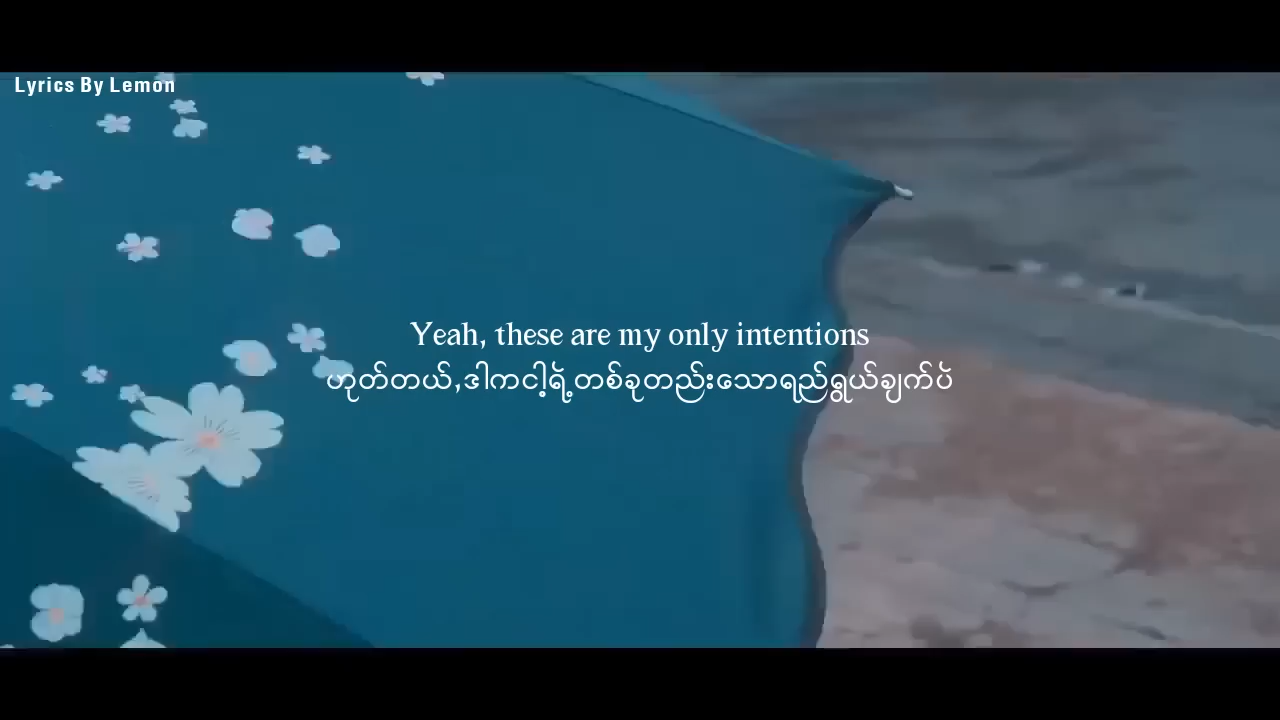 Lyrics By Lemon
Yeah, these are my only intentions
ဟုတ်တယ်,ဒါကငါ့ရဲ့တစ်ခုတည်းသောရည်ရွယ်ချက်ပဲ